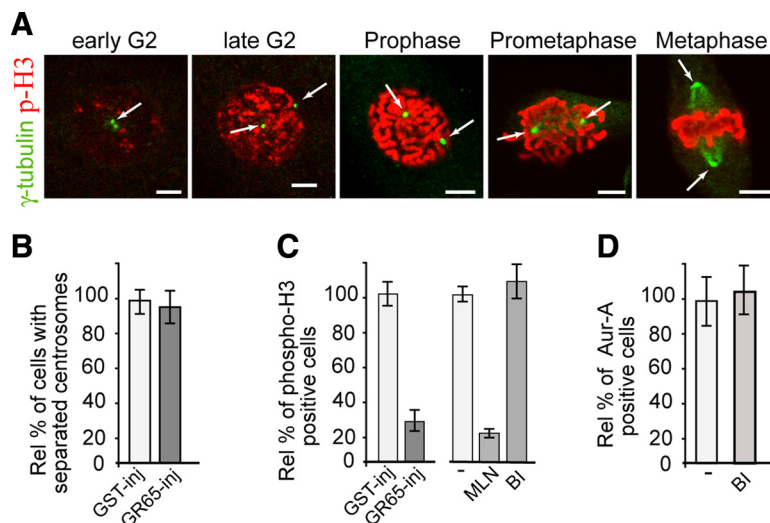 A
early G2 late G2 Prophase Prometaphase Metaphase
γ-tubulin p-H3
B
Rel % of cells with
separated centrosomes
100
80
60
40
20
0
GST-inj
GR65-inj
C
Rel % of phospho-H3
positive cells
100
80
60
40
20
0
GST-inj
GR65-inj
-
MLN
BI
D
Rel % of Aur-A
positive cells
100
80
60
40
20
0
-
BI